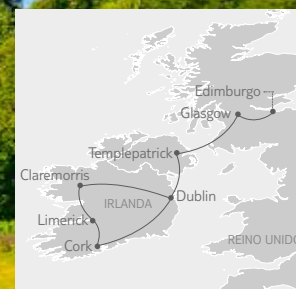 Edimburgo
Glasgow
Templepatrick
Claremorris
Dublin
IRLANDA
Limerick
Cork
REINO UNIDO